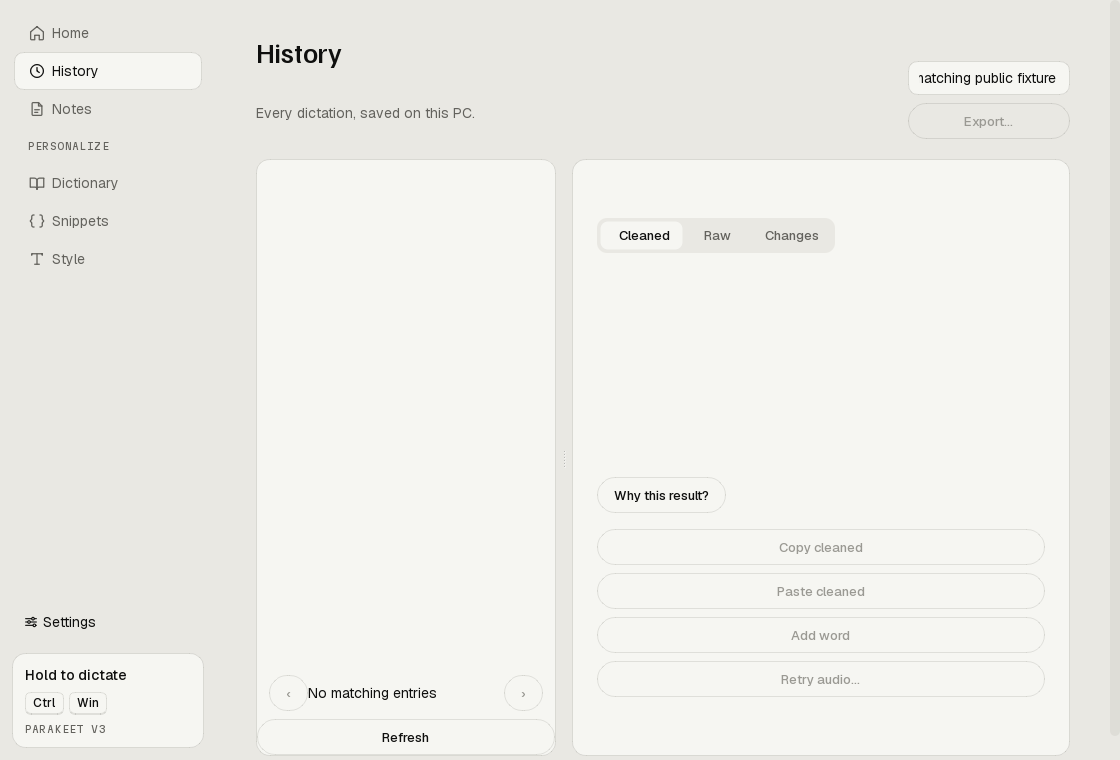 Home
History
Notes
PERSONALIZE
Dictionary
Snippets
Style
Settings
Hold to dictate
Ctrl Win
PARAKEET V3
History
Every dictation, saved on this PC.
public fixture
Export...
Cleaned Raw Changes
Why this result?
Copy cleaned
Paste cleaned
Add word
Retry audio...
‹ No matching entries ›
Refresh